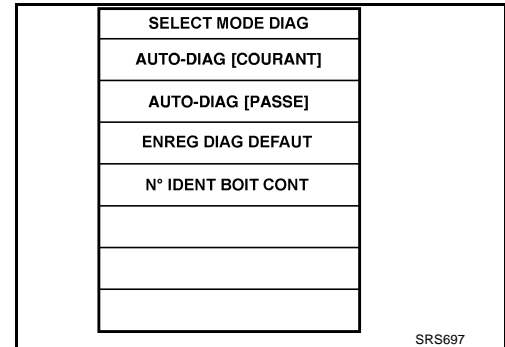 SELECT MODE DIAG
AUTO-DIAG [COURANT]
AUTO-DIAG [PASSE]
ENREG DIAG DEFAUT
N° IDENT BOIT CONT
SRS697